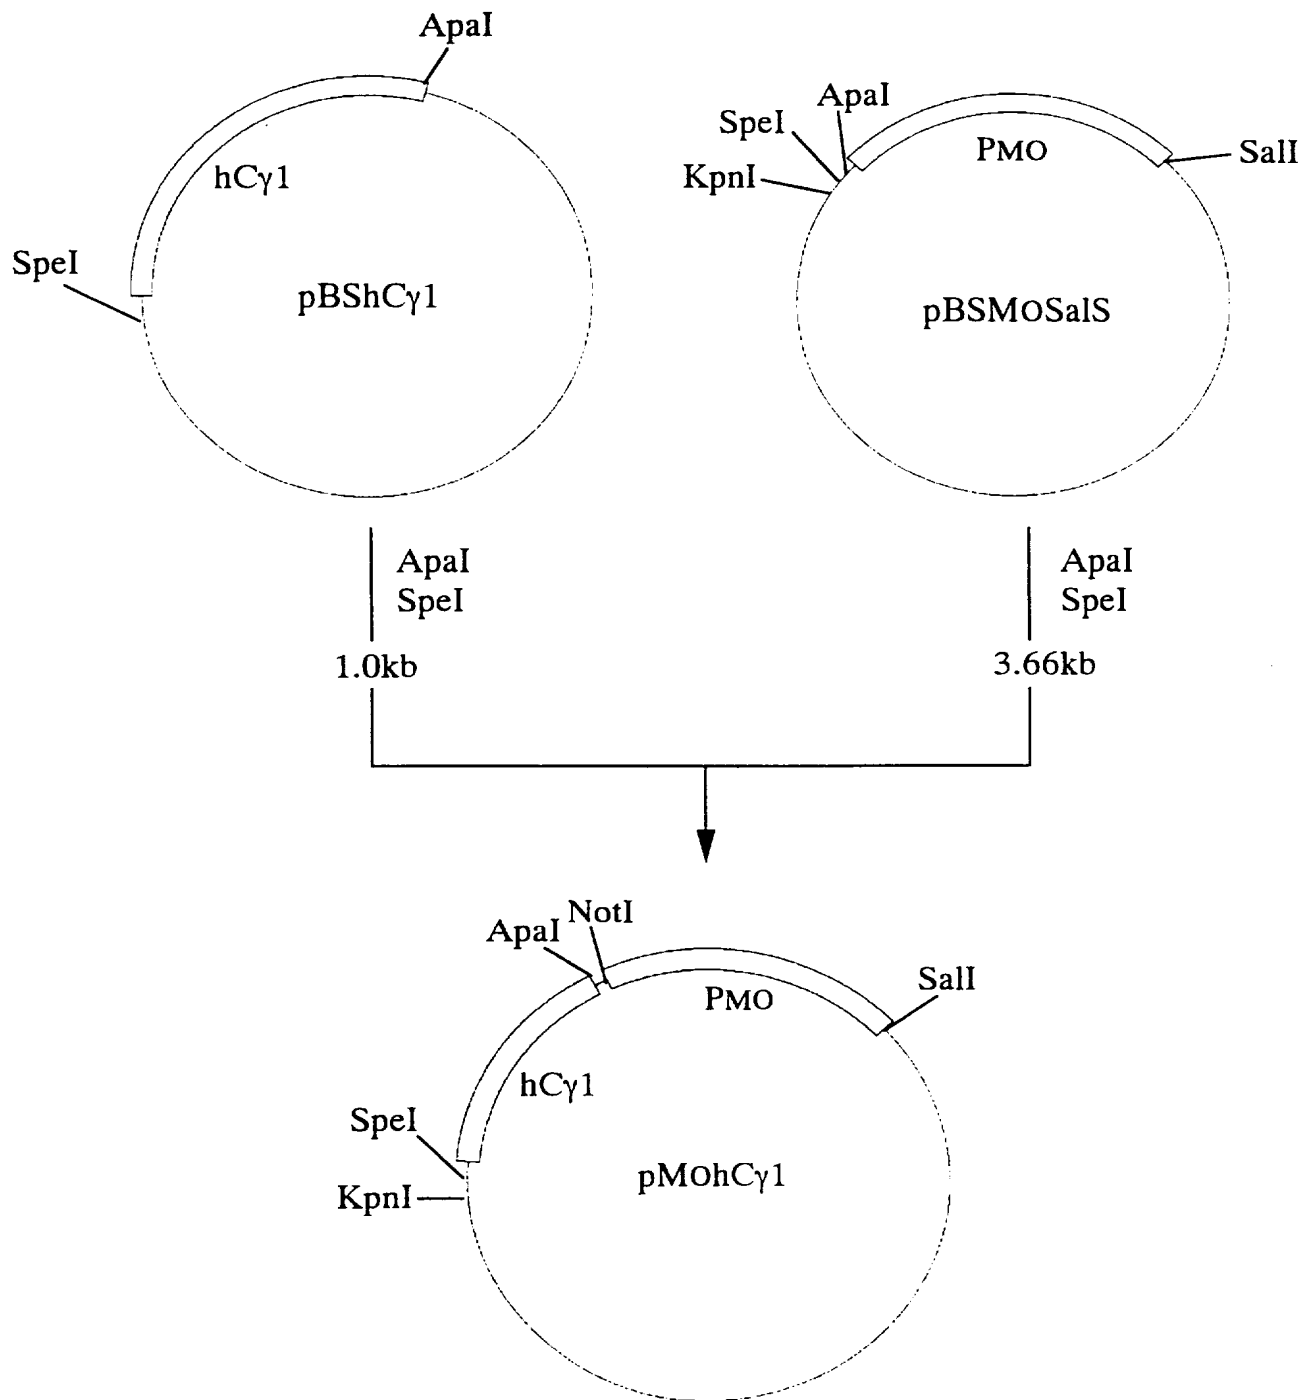 ApaI
hCγ1
SpeI
pBShCγ1
ApaI
SpeI
KpnI
PMO
SalI
pBSMOSalS
ApaI
SpeI
1.0kb
ApaI
SpeI
3.66kb
ApaI
NotI
PMO
SalI
hCγ1
SpeI
KpnI
pMOhCγ1